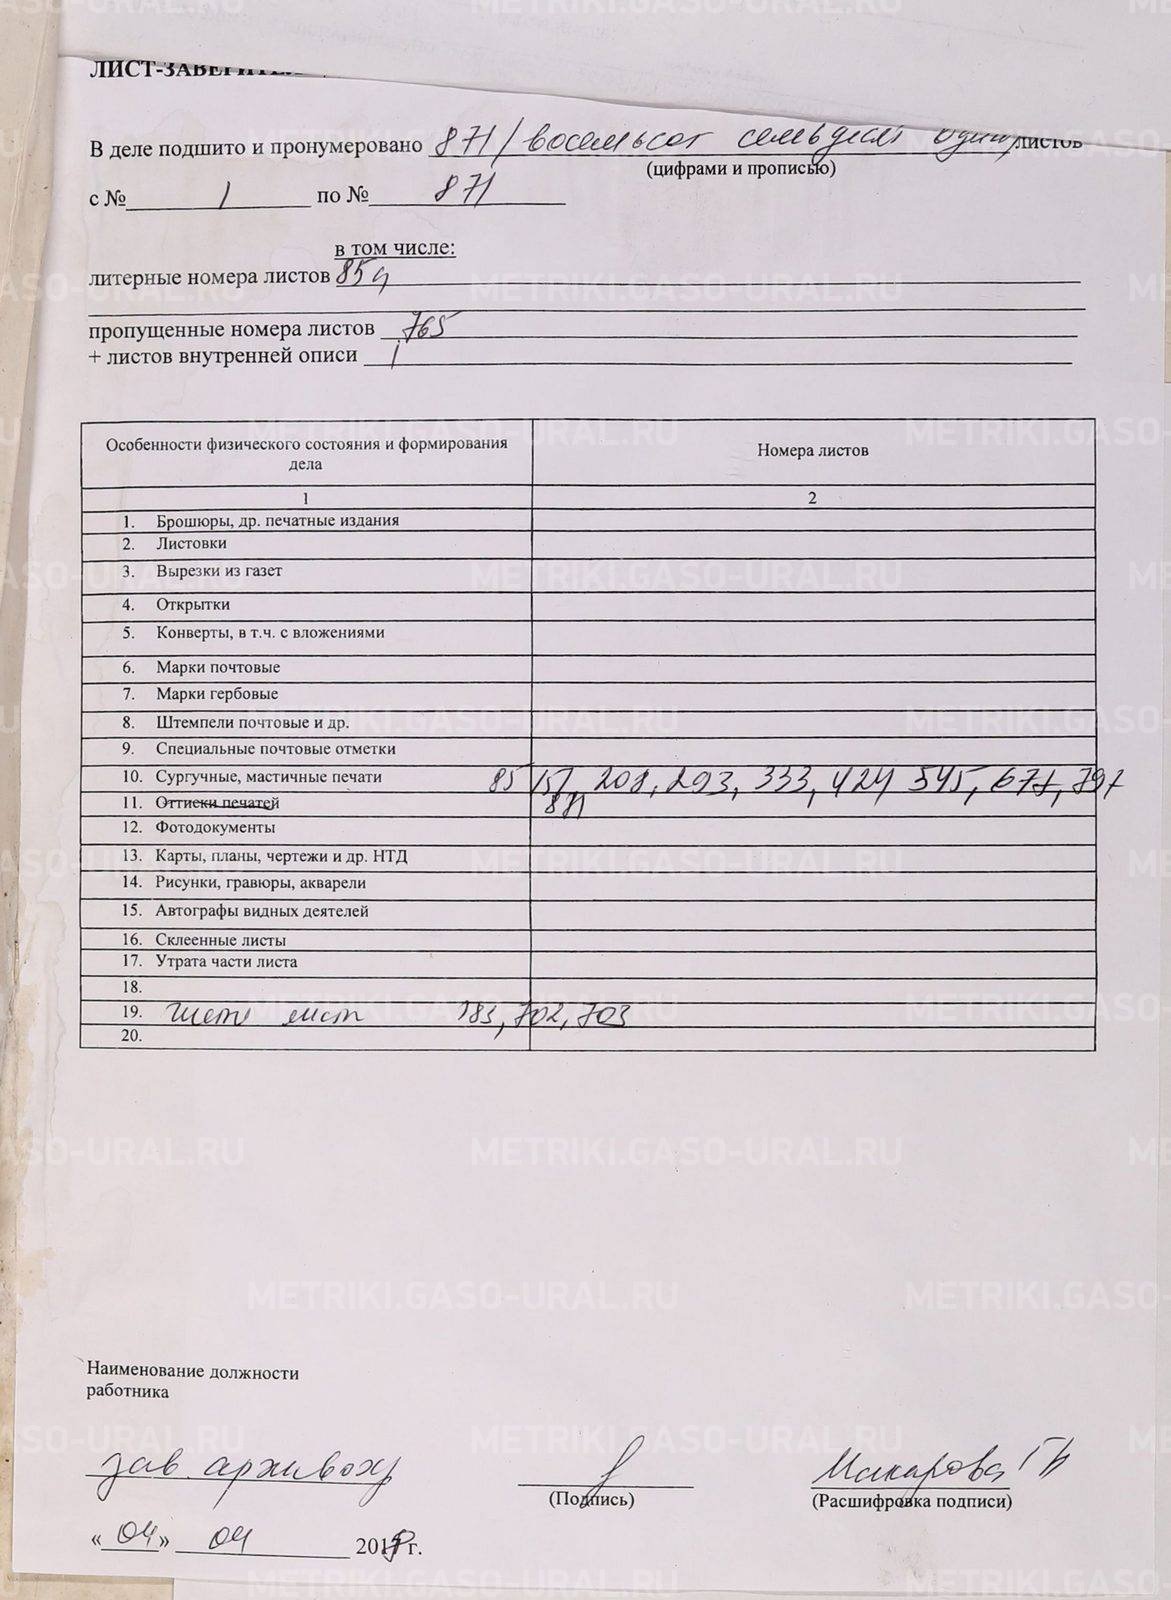 ЛИСТ-ЗАВЕРИТЕЛ
В деле подшито и пронумеровано 871/восемьсот семьдесят один/листов
(цифрами и прописью)
с № 1 по № 871
в том числе:
литерные номера листов 85а
пропущенные номера листов 765
+ листов внутренней описи 1
Особенности физического состояния и формирования дела Номера листов
1 2
1. Брошюры, др. печатные издания
2. Листовки
3. Вырезки из газет
4. Открытки
5. Конверты, в т.ч. с вложениями
6. Марки почтовые
7. Марки гербовые
8. Штемпели почтовые и др.
9. Специальные почтовые отметки
10. Сургучные, мастичные печати 85, 157, 208, 293, 333, 424, 545, 677, 797
11. Оттиски печатей 871
12. Фотодокументы
13. Карты, планы, чертежи и др. НТД
14. Рисунки, гравюры, акварели
15. Автографы видных деятелей
16. Склеенные листы
17. Утрата части листа
18.
19. лист 183, 702, 703
20.
Наименование должности
работника
зав. архивохр Макарова
(Подпись) (Расшифровка подписи)
«04» 04 201 г.
METRIKI.GASO-URAL.RU